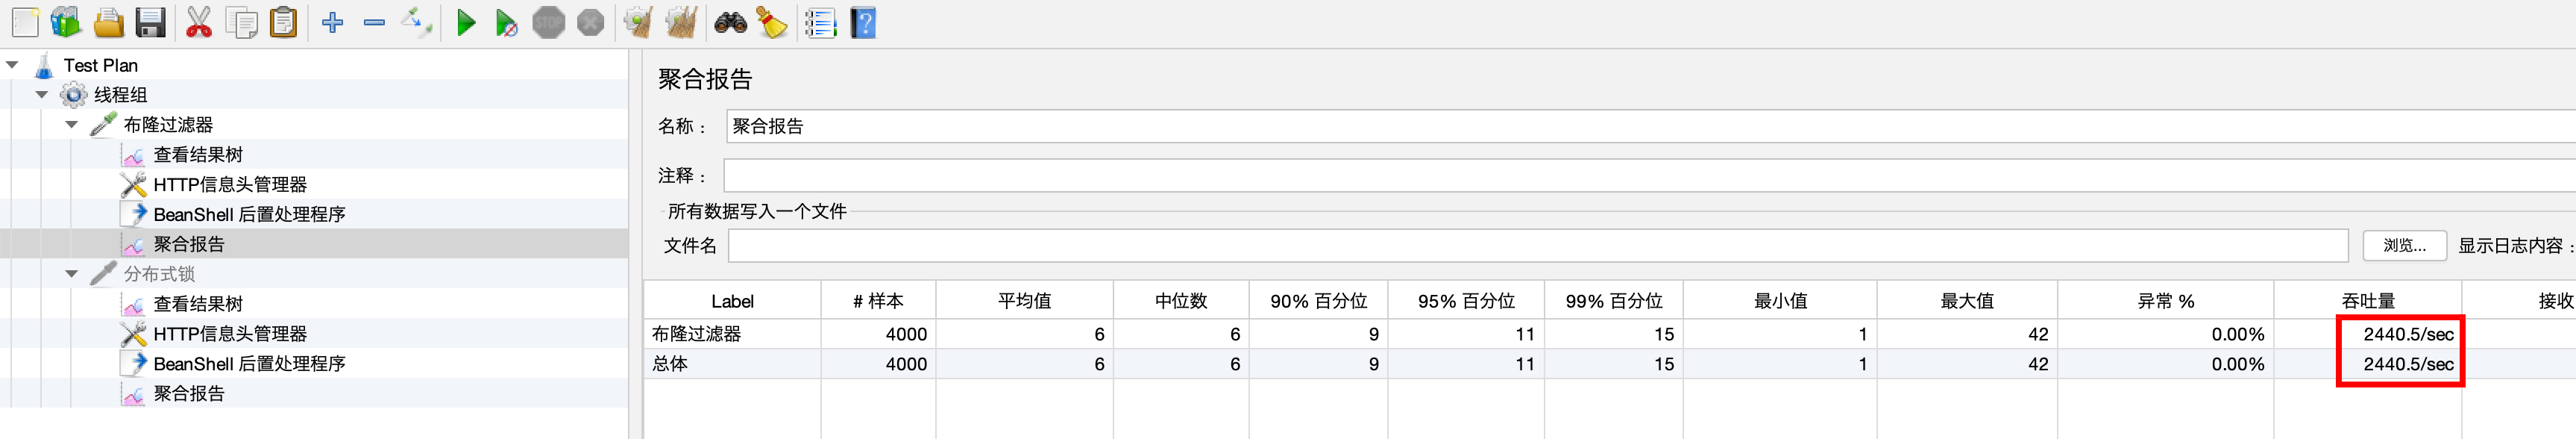 STOP
Test Plan
线程组
布隆过滤器
查看结果树
HTTP信息头管理器
BeanShell 后置处理程序
聚合报告
分布式锁
查看结果树
HTTP信息头管理器
BeanShell 后置处理程序
聚合报告
聚合报告
名称： 聚合报告
注释：
所有数据写入一个文件
文件名 浏览... 显示日志内容：
Label # 样本 平均值 中位数 90% 百分位 95% 百分位 99% 百分位 最小值 最大值 异常 % 吞吐量 接收
布隆过滤器 4000 6 6 9 11 15 1 42 0.00% 2440.5/sec
总体 4000 6 6 9 11 15 1 42 0.00% 2440.5/sec